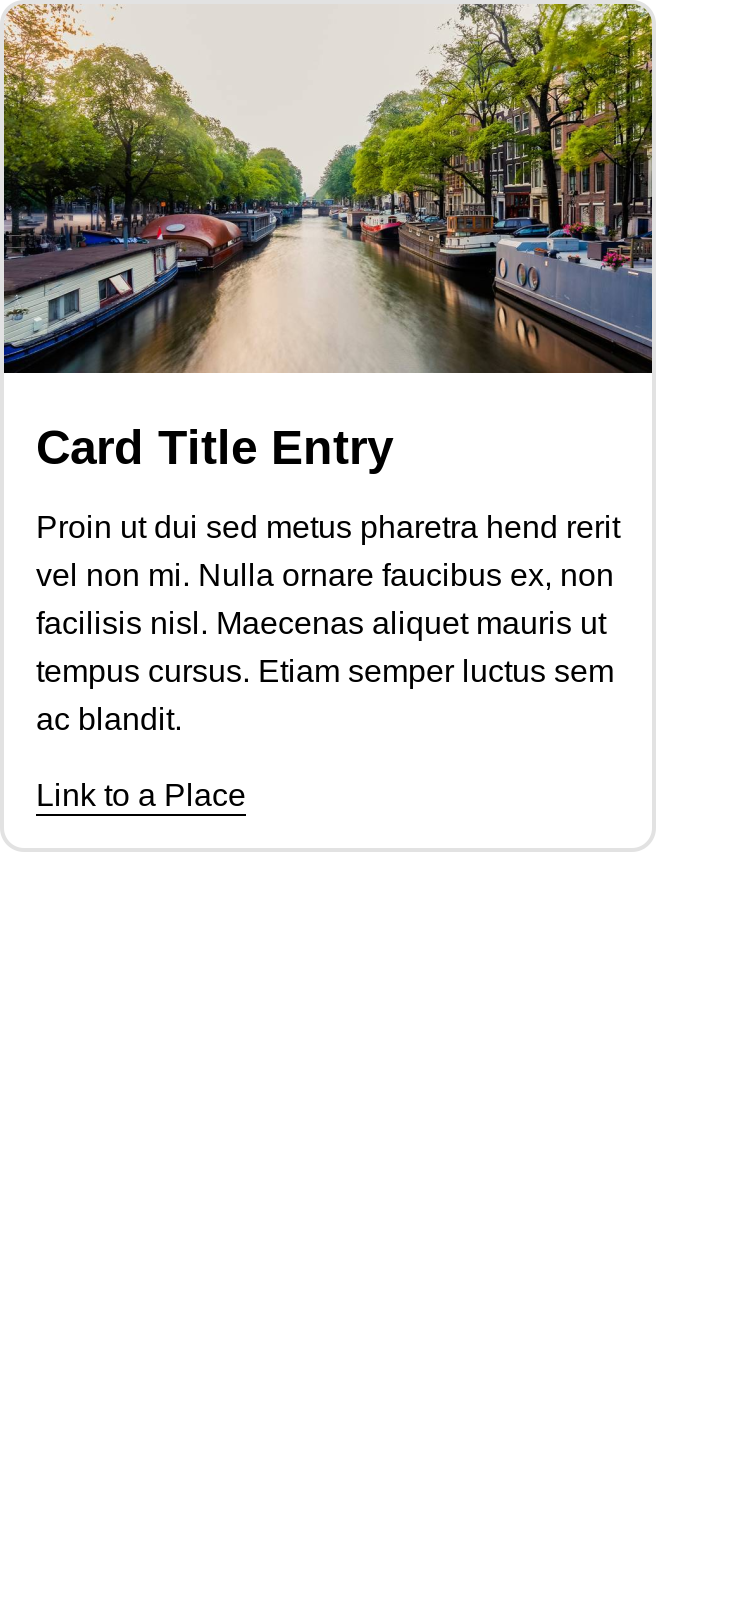 Card Title Entry
Proin ut dui sed metus pharetra hend rerit
vel non mi. Nulla ornare faucibus ex, non
facilisis nisl. Maecenas aliquet mauris ut
tempus cursus. Etiam semper luctus sem
ac blandit.
Link to a Place